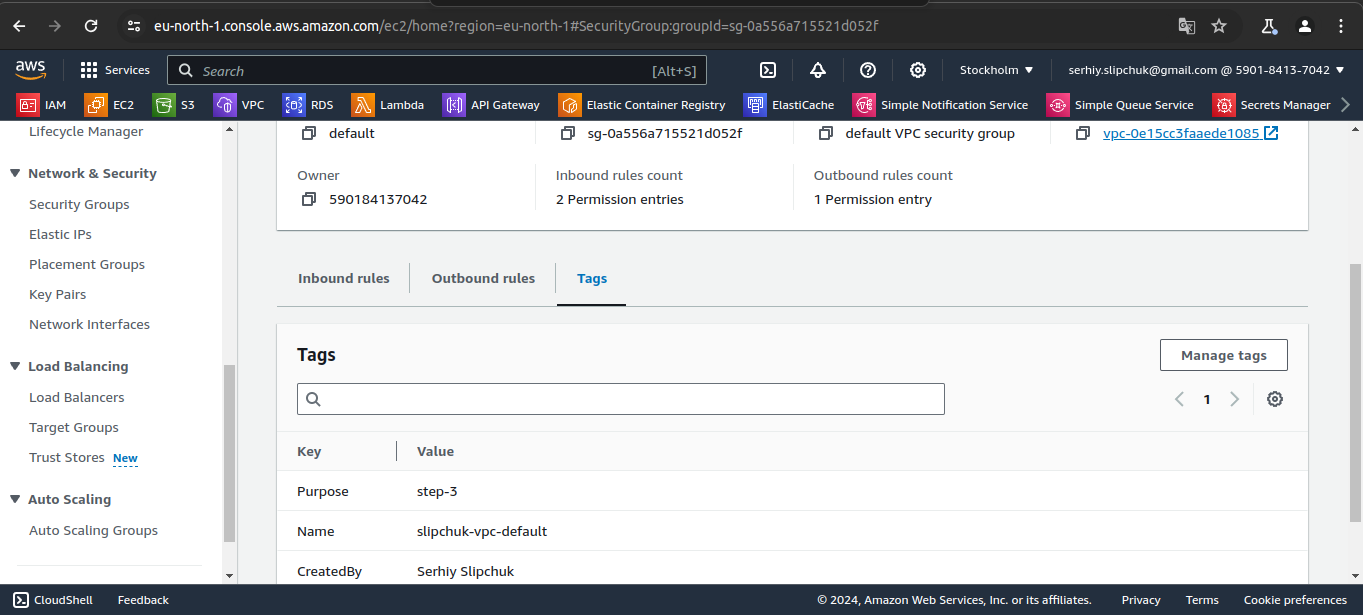 eu-north-1.console.aws.amazon.com/ec2/home?region=eu-north-1#SecurityGroup:groupId=sg-0a556a715521d052f
aws Services Search [Alt+S] Stockholm serhiy.slipchuk@gmail.com @ 5901-8413-7042
IAM EC2 S3 VPC RDS Lambda API Gateway Elastic Container Registry ElastiCache Simple Notification Service Simple Queue Service Secrets Manager
Lifecycle Manager
Network & Security
Security Groups
Elastic IPs
Placement Groups
Key Pairs
Network Interfaces
Load Balancing
Load Balancers
Target Groups
Trust Stores New
Auto Scaling
Auto Scaling Groups
default sg-0a556a715521d052f default VPC security group vpc-0e15cc3faaede1085
Owner Inbound rules count Outbound rules count
590184137042 2 Permission entries 1 Permission entry
Inbound rules Outbound rules Tags
Tags Manage tags
1
Key Value
Purpose step-3
Name slipchuk-vpc-default
CreatedBy Serhiy Slipchuk
CloudShell Feedback © 2024, Amazon Web Services, Inc. or its affiliates. Privacy Terms Cookie preferences